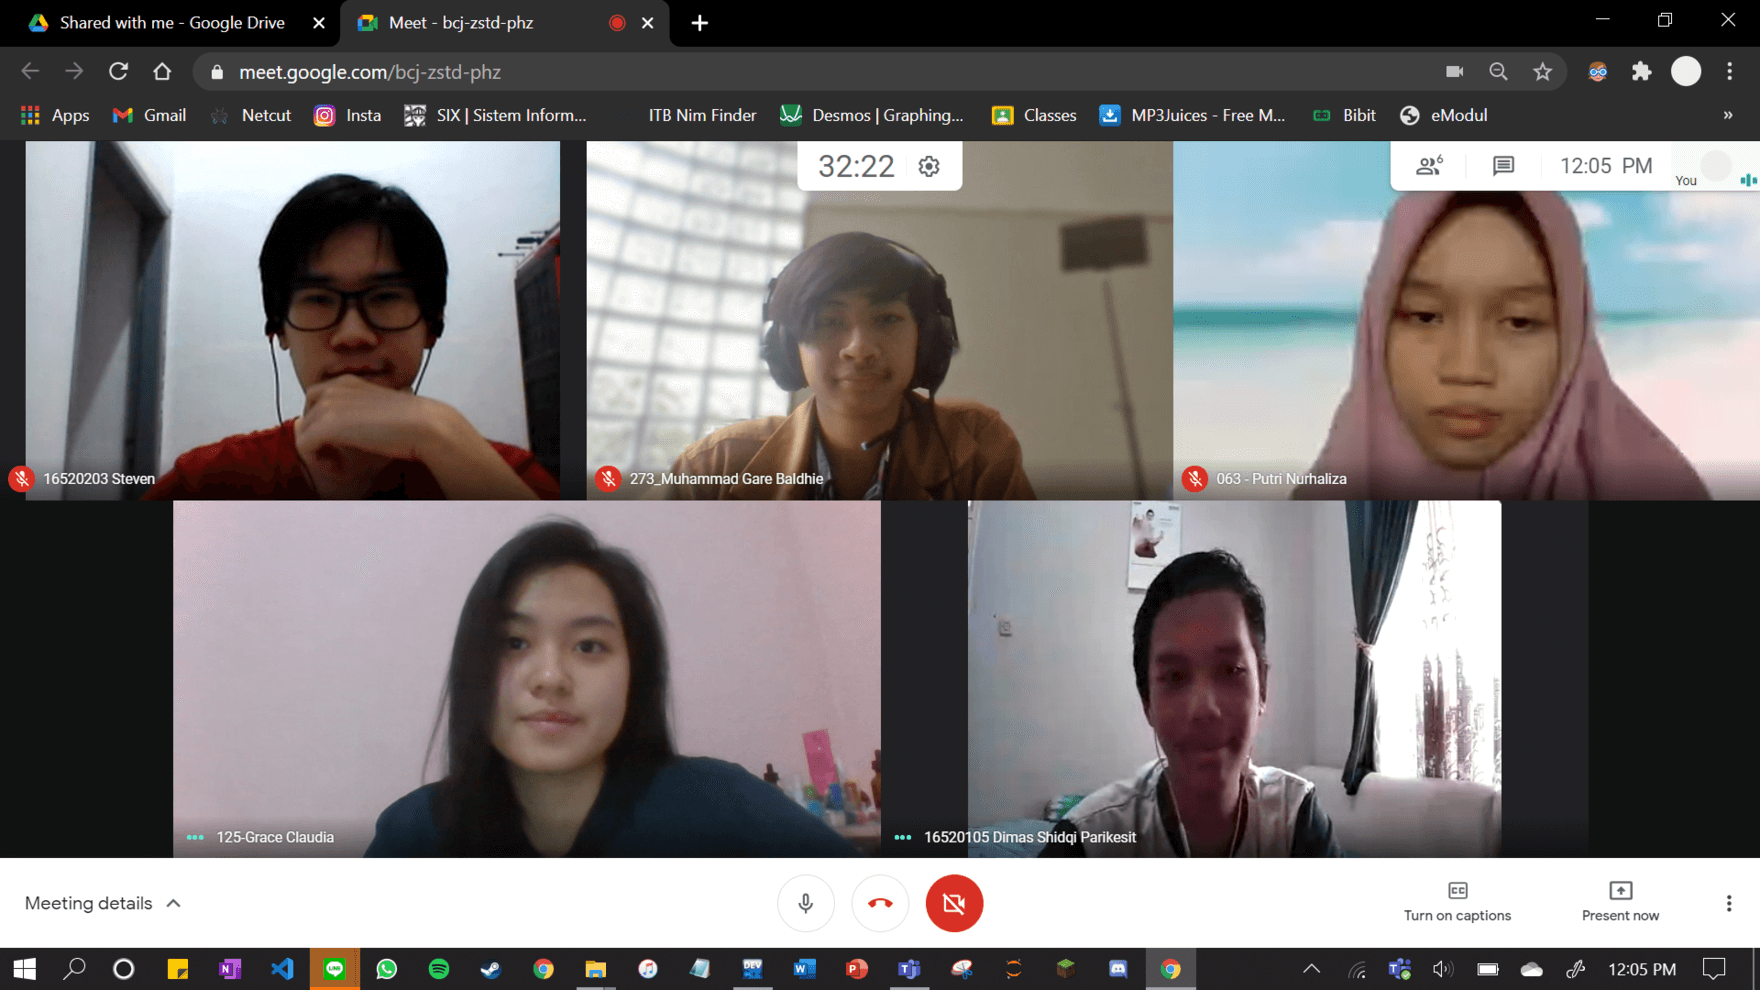 Shared with me - Google Drive
Meet - bcj-zstd-phz
meet.google.com/bcj-zstd-phz
Apps
Gmail
Netcut
Insta
SIX | Sistem Inform...
ITB Nim Finder
Desmos | Graphing...
Classes
MP3Juices - Free M...
Bibit
eModul
»
32:22
6
12:05 PM
You
16520203 Steven
273_Muhammad Gare Baldhie
063 - Putri Nurhaliza
125-Grace Claudia
16520105 Dimas Shidqi Parikesit
Meeting details
Turn on captions
Present now
12:05 PM